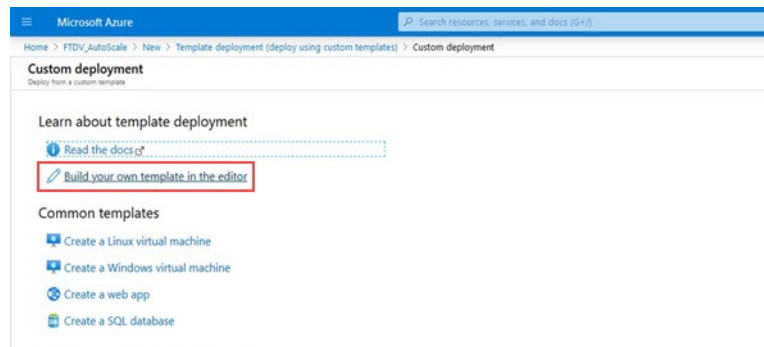 Microsoft Azure
Search resources, services, and docs (G+/)
Home > FTDV_AutoScale > New > Template deployment (deploy using custom templates) > Custom deployment
Custom deployment
Deploy from a custom template
Learn about template deployment
Read the docs
Build your own template in the editor
Common templates
Create a Linux virtual machine
Create a Windows virtual machine
Create a web app
Create a SQL database